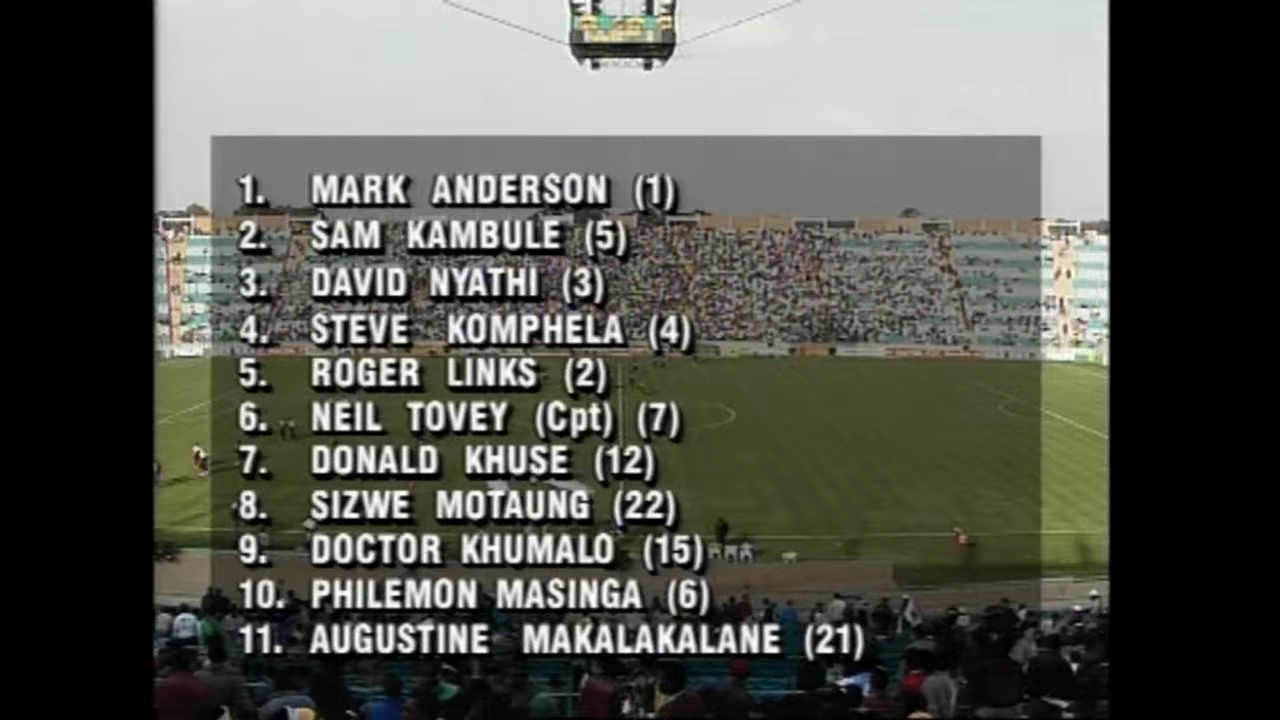 1. MARK ANDERSON (1)
2. SAM KAMBULE (5)
3. DAVID NYATHI (3)
4. STEVE KOMPHELA (4)
5. ROGER LINKS (2)
6. NEIL TOVEY (Cpt) (7)
7. DONALD KHUSE (12)
8. SIZWE MOTAUNG (22)
9. DOCTOR KHUMALO (15)
10. PHILEMON MASINGA (6)
11. AUGUSTINE MAKALAKALANE (21)